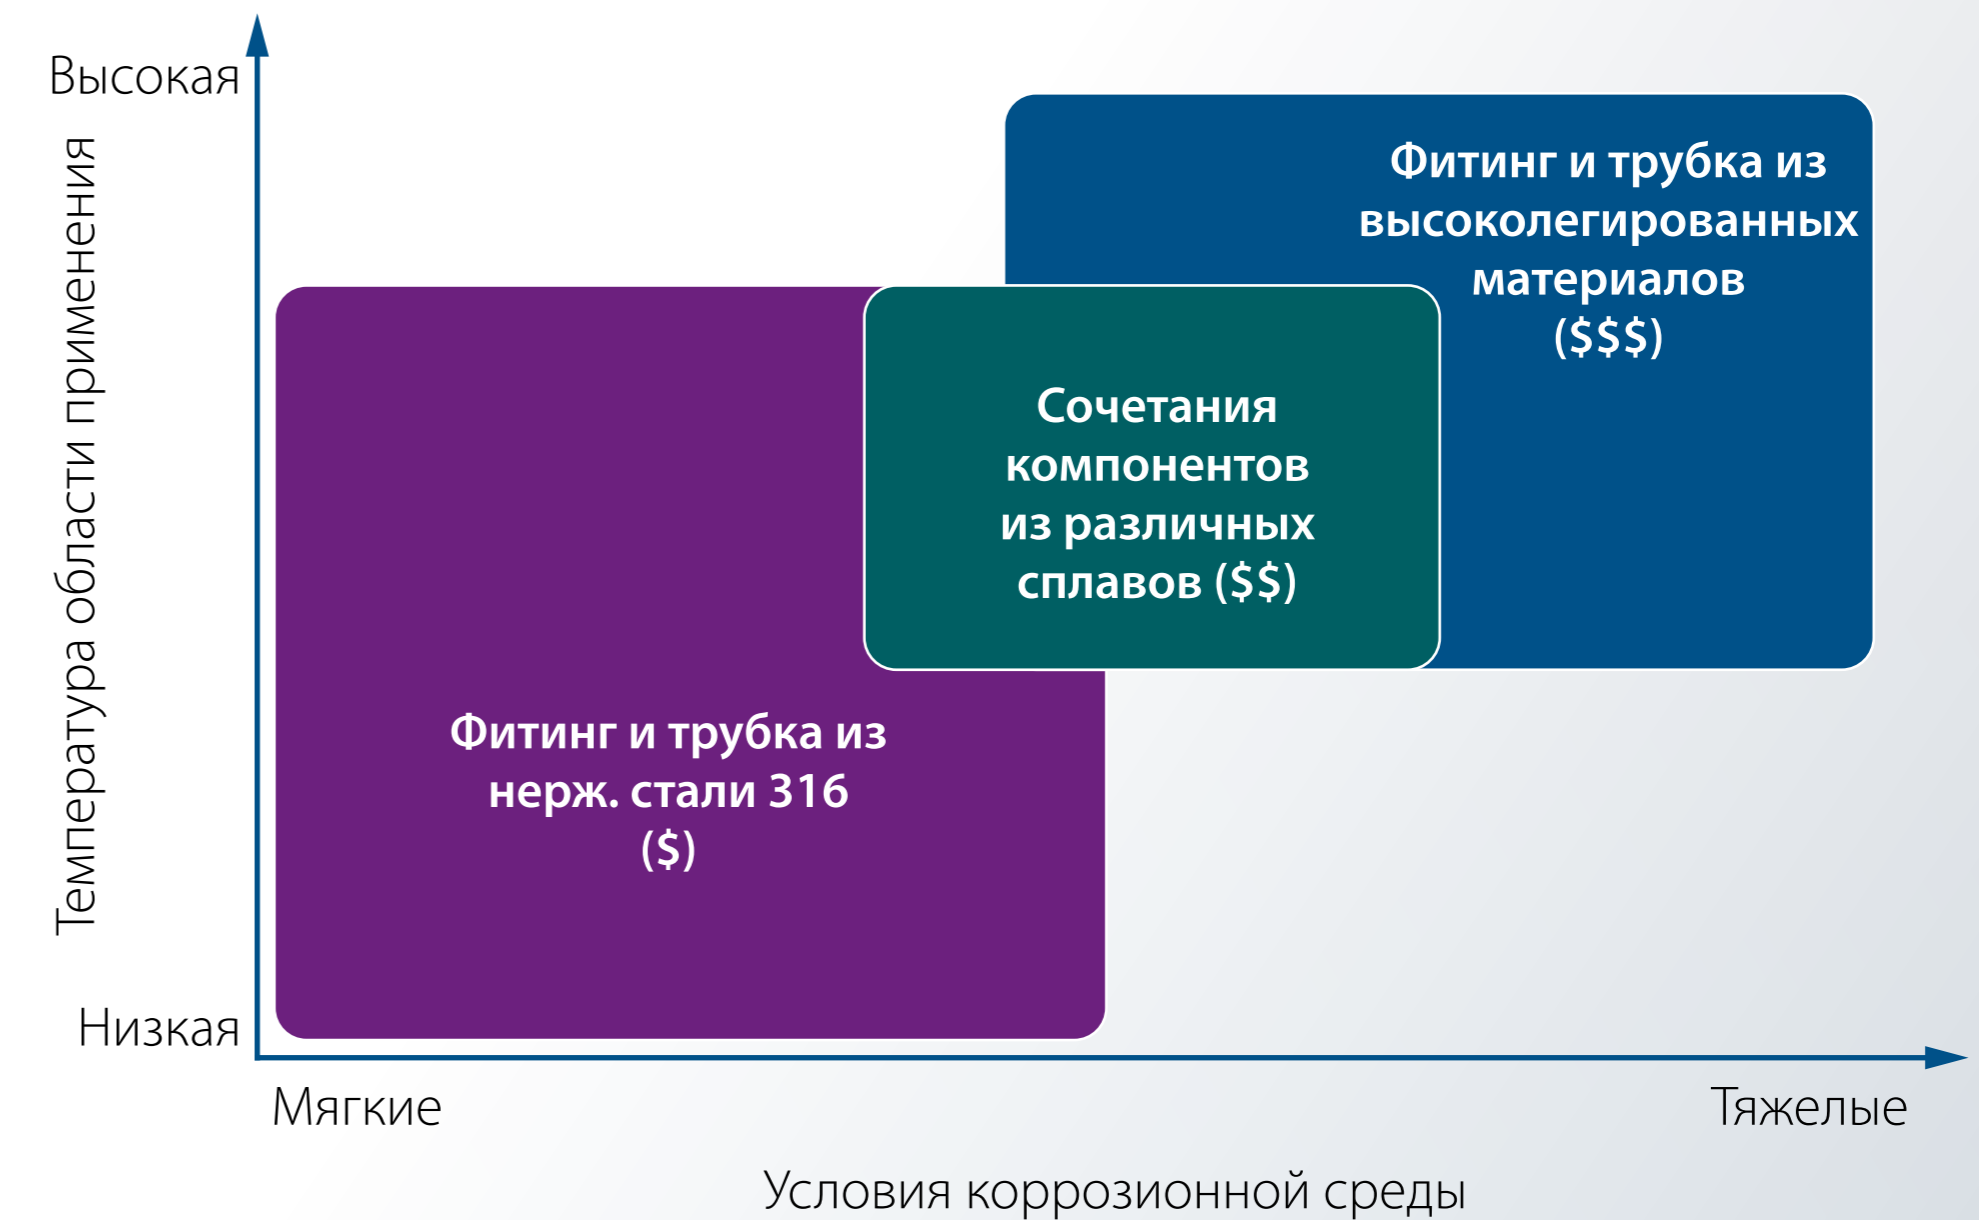 Высокая
Температура области применения
Низкая
Фитинг и трубка из
высоколегированных
материалов
($$$)
Сочетания
компонентов
из различных
сплавов ($$)
Фитинг и трубка из
нерж. стали 316
($)
Мягкие
Тяжелые
Условия коррозионной среды